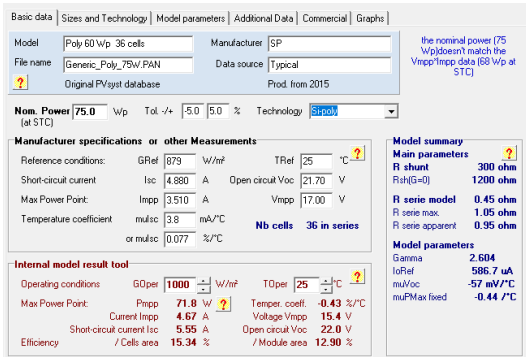 Basic data | Sizes and Technology | Model parameters | Additional Data | Commercial | Graphs
Model Poly 60 Wp 36 cells Manufacturer SP
File name Generic_Poly_75W.PAN Data source Typical
? Original PVsyst database Prod. from 2015
the nominal power (75
Wp)doesn't match the
Vmpp*Impp data (68 Wp at
STC)
Nom. Power 75.0 Wp Tol. -/+ -5.0 5.0 % Technology Si-poly
(at STC)
Manufacturer specifications or other Measurements
Reference conditions: GRef 879 W/m² TRef 25 °C ?
Short-circuit current Isc 4.880 A Open circuit Voc 21.70 V
Max Power Point: Impp 3.510 A Vmpp 17.00 V
Temperature coefficient muIsc 3.8 mA/°C Nb cells 36 in series
or muIsc 0.077 %/°C
Internal model result tool
Operating conditions GOper 1000 W/m² TOper 25 °C ?
Max Power Point: Pmpp 71.8 W ? Temper. coeff. -0.43 %/°C
Current Impp 4.67 A Voltage Vmpp 15.4 V
Short-circuit current Isc 5.55 A Open circuit Voc 22.0 V
Efficiency / Cells area 15.34 % / Module area 12.90 %
Model summary
Main parameters ?
R shunt 300 ohm
Rsh(G=0) 1200 ohm
R serie model 0.45 ohm
R serie max. 1.05 ohm
R serie apparent 0.95 ohm
Model parameters
Gamma 2.604
IoRef 586.7 uA
muVoc -57 mV/°C
muPMax fixed -0.44 /°C